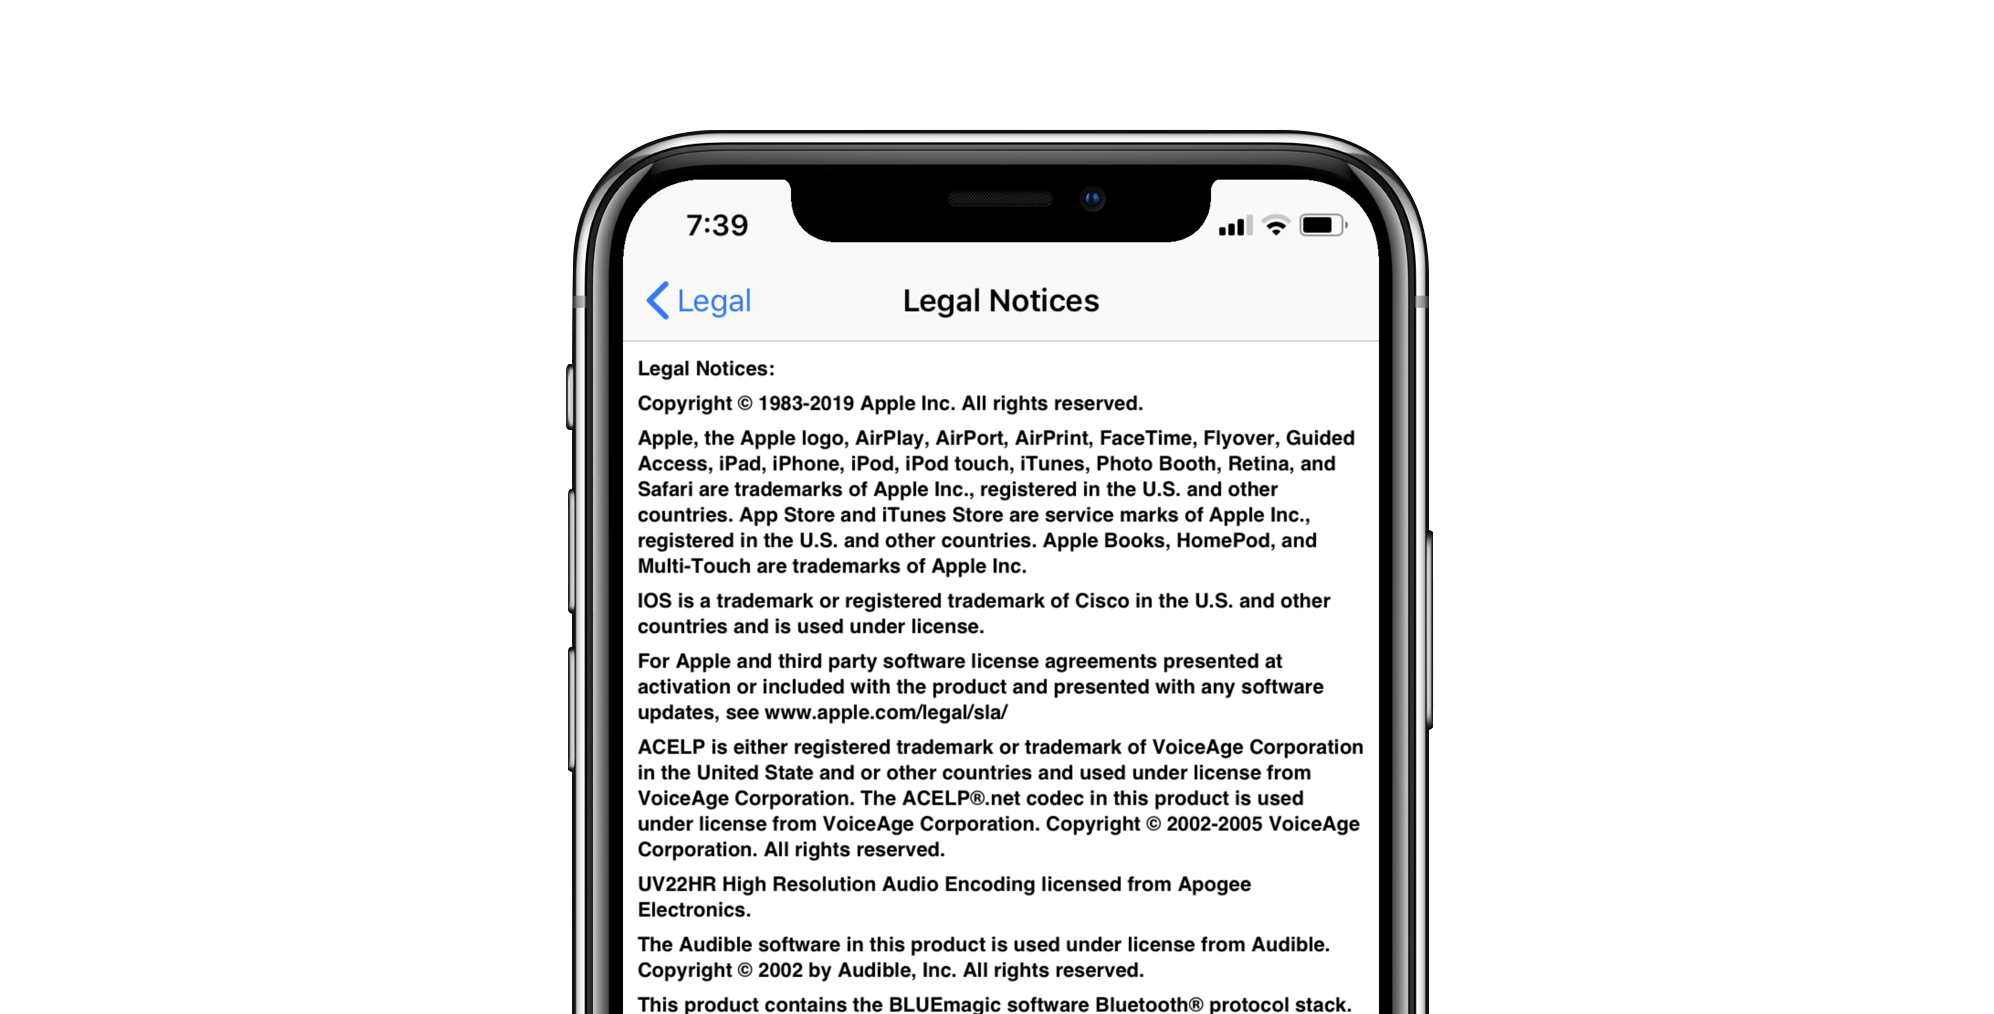 7:39
Legal
Legal Notices
Legal Notices:
Copyright © 1983-2019 Apple Inc. All rights reserved.
Apple, the Apple logo, AirPlay, AirPort, AirPrint, FaceTime, Flyover, Guided
Access, iPad, iPhone, iPod, iPod touch, iTunes, Photo Booth, Retina, and
Safari are trademarks of Apple Inc., registered in the U.S. and other
countries. App Store and iTunes Store are service marks of Apple Inc.,
registered in the U.S. and other countries. Apple Books, HomePod, and
Multi-Touch are trademarks of Apple Inc.
IOS is a trademark or registered trademark of Cisco in the U.S. and other
countries and is used under license.
For Apple and third party software license agreements presented at
activation or included with the product and presented with any software
updates, see www.apple.com/legal/sla/
ACELP is either registered trademark or trademark of VoiceAge Corporation
in the United State and or other countries and used under license from
VoiceAge Corporation. The ACELP®.net codec in this product is used
under license from VoiceAge Corporation. Copyright © 2002-2005 VoiceAge
Corporation. All rights reserved.
UV22HR High Resolution Audio Encoding licensed from Apogee
Electronics.
The Audible software in this product is used under license from Audible.
Copyright © 2002 by Audible, Inc. All rights reserved.
This product contains the BLUEmagic software Bluetooth® protocol stack.